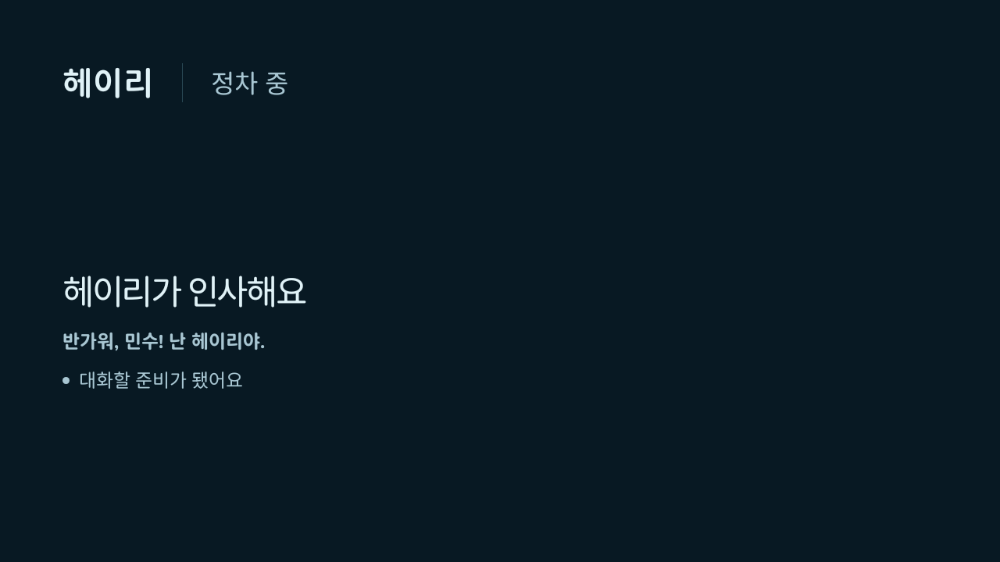 헤이리
정차 중
헤이리가 인사해요
반가워, 민수! 난 헤이리야.
• 대화할 준비가 됐어요